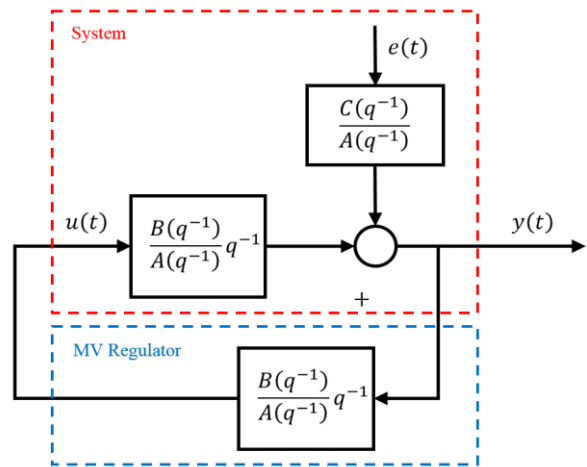 System
e(t)
C(q⁻¹)
A(q⁻¹)
u(t)
B(q⁻¹)
A(q⁻¹)
q⁻¹
y(t)
+
MV Regulator
B(q⁻¹)
A(q⁻¹)
q⁻¹